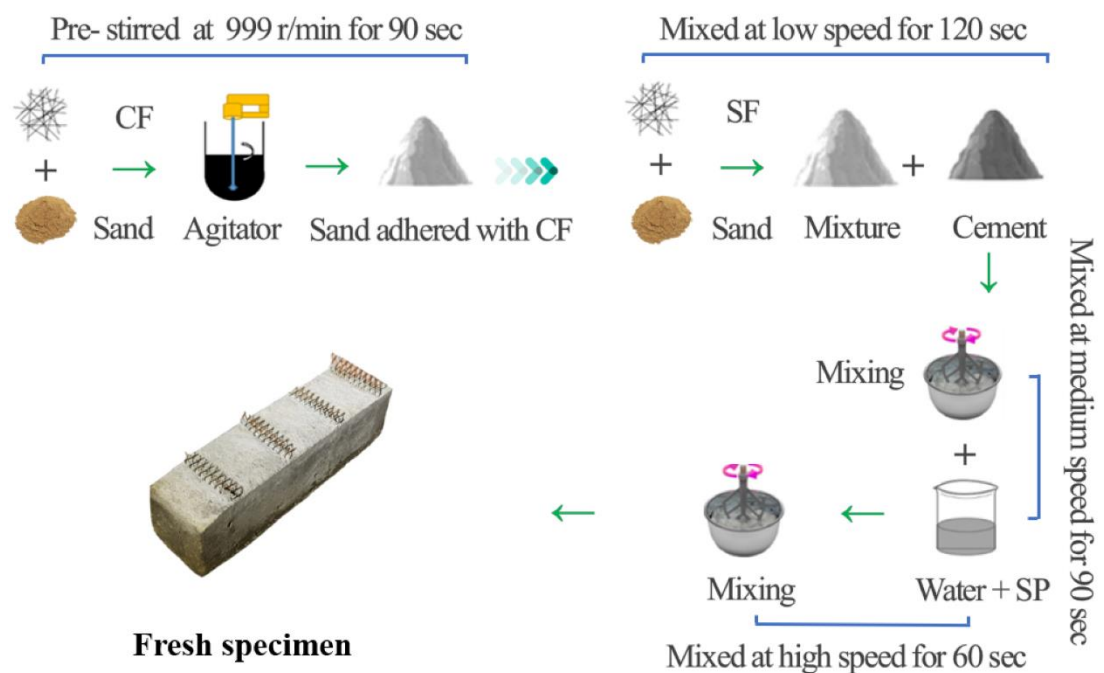 Pre- stirred at 999 r/min for 90 sec
CF
Sand
Agitator
Sand adhered with CF
Mixed at low speed for 120 sec
SF
Sand
Mixture
Cement
Mixed at medium speed for 90 sec
Mixing
Water + SP
Mixing
Mixed at high speed for 60 sec
Fresh specimen